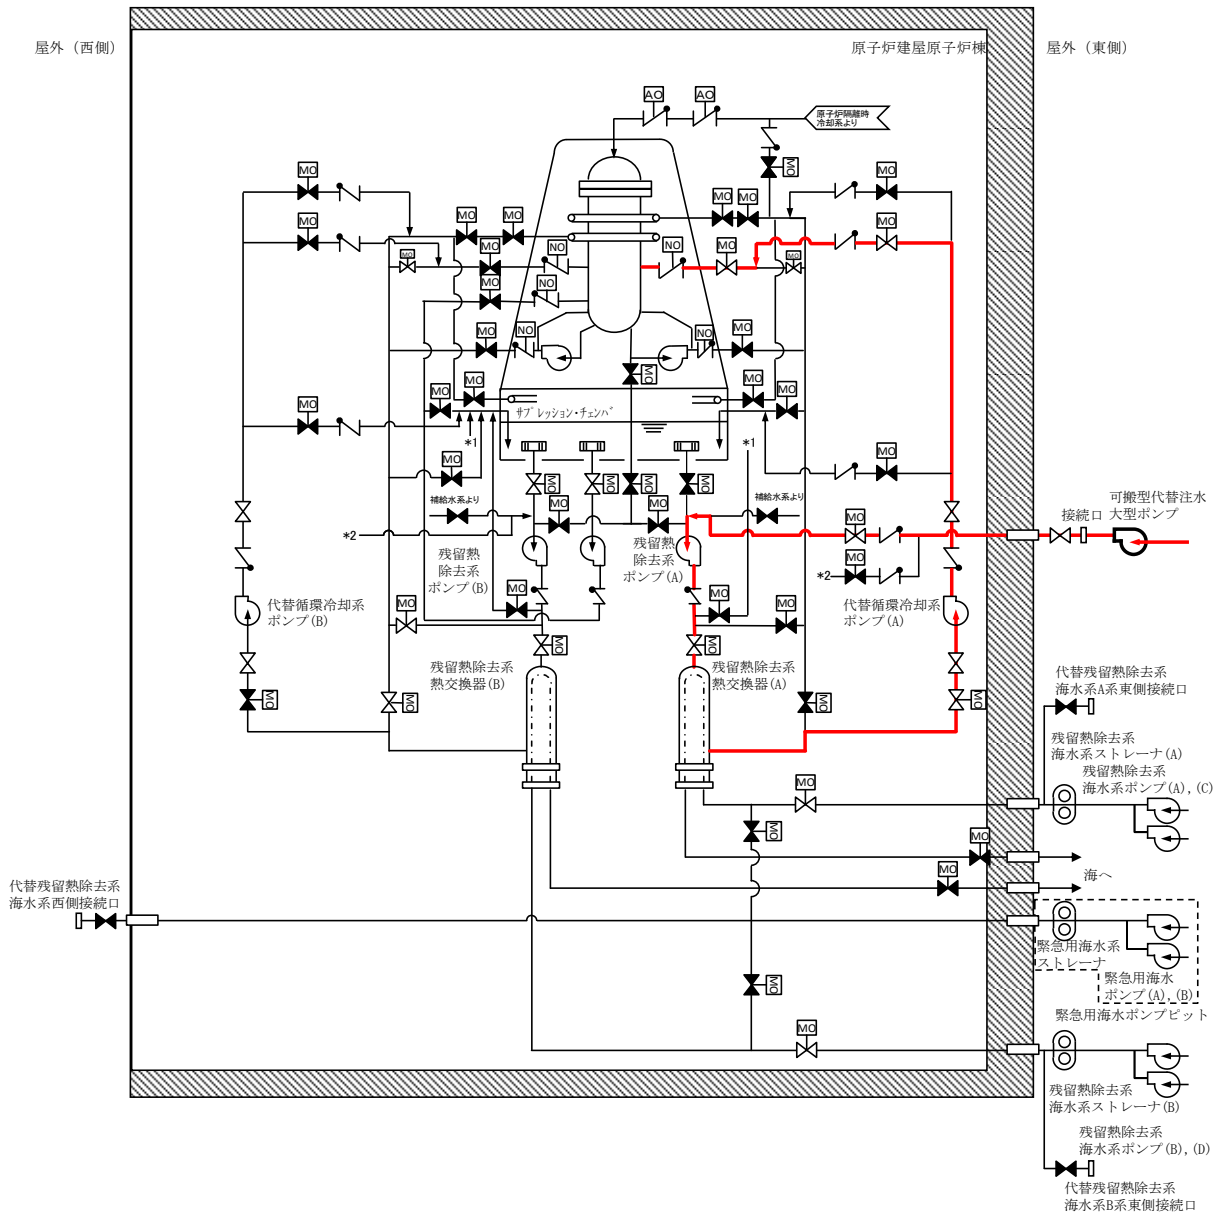 屋外（西側）
原子炉建屋原子炉棟
屋外（東側）
AO
AO
原子炉隔離時
冷却系より
MO
MO
MO
MO
MO
MO
MO
MO
MO
MO
NO
NO
MO
MO
MO
MO
MO
NO
MO
NO
NO
MO
MO
MO
MO
MO
MO
MO
サプレッション・チェンバ
*1
*1
MO
MO
MO
MO
MO
MO
MO
MO
MO
補給水系より
補給水系より
可搬型代替注水
大型ポンプ
接続口
MO
*2
*2
MO
残留熱
除去系
ポンプ(B)
残留熱
除去系
ポンプ(A)
代替循環冷却系
ポンプ(B)
代替循環冷却系
ポンプ(A)
MO
MO
MO
MO
MO
MO
残留熱除去系
熱交換器(B)
残留熱除去系
熱交換器(A)
MO
MO
MO
MO
代替残留熱除去系
海水系A系東側接続口
残留熱除去系
海水系ストレーナ(A)
残留熱除去系
海水系ポンプ(A),(C)
MO
MO
MO
MO
海へ
代替残留熱除去系
海水系西側接続口
緊急用海水系
ストレーナ
緊急用海水
ポンプ(A),(B)
緊急用海水ポンプピット
MO
MO
残留熱除去系
海水系ストレーナ(B)
残留熱除去系
海水系ポンプ(B),(D)
代替残留熱除去系
海水系B系東側接続口